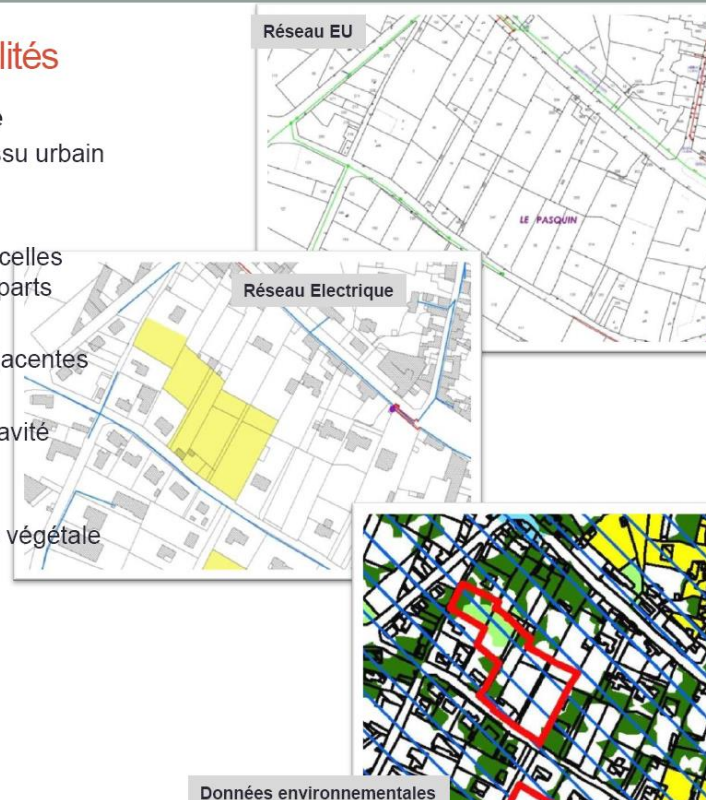 lités
Réseau EU
e
ssu urbain
LE PASQUIN
celles
parts
Réseau Electrique
acentes
avité
végétale
Données environnementales